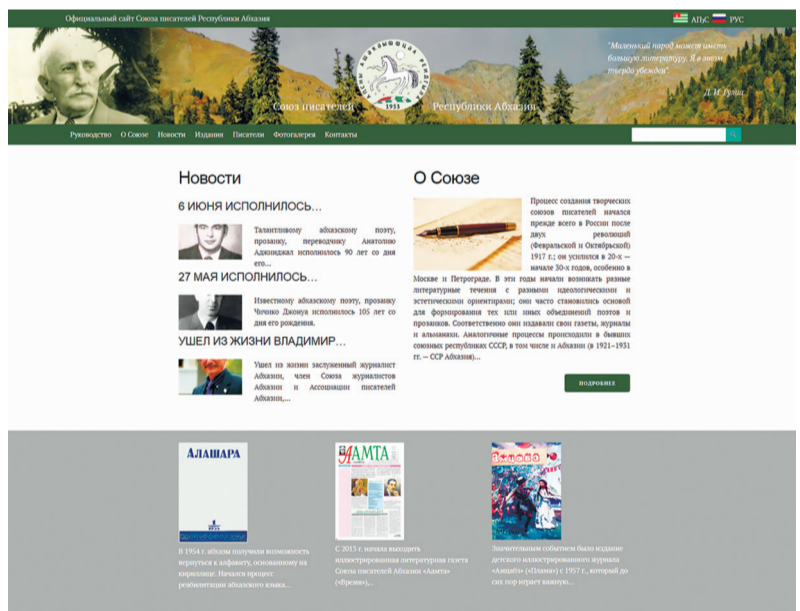 Официальный сайт Союза писателей Республики Абхазия
АҦС
РУС
"Маленький народ может иметь
большую литературу. Я в этом
твердо убежден".
Д. И. Гулиа
Союз писателей
1933
Республики Абхазия
Руководство О Союзе Новости Издания Писатели Фотогалерея Контакты
Новости
6 ИЮНЯ ИСПОЛНИЛОСЬ...
Талантливому абхазскому поэту,
прозаику, переводчику Анатолию
Аджинджал исполнилось 90 лет со дня
его...
27 МАЯ ИСПОЛНИЛОСЬ...
Известному абхазскому поэту, прозаику
Чичико Джонуа исполнилось 105 лет со
дня его рождения.
УШЕЛ ИЗ ЖИЗНИ ВЛАДИМИР...
Ушел из жизни заслуженный журналист
Абхазии, член Союза журналистов
Абхазии и Ассоциации писателей
Абхазии,...
О Союзе
Процесс создания творческих
союзов писателей начался
прежде всего в России после
двух революций
(Февральской и Октябрьской)
1917 г.; он усилился в 20-х —
начале 30-х годов, особенно в
Москве и Петрограде. В эти годы начали возникать разные
литературные течения с разными идеологическими и
эстетическими ориентирами; они часто становились основой
для формирования тех или иных объединений поэтов и
прозаиков. Соответственно они издавали свои газеты, журналы
и альманахи. Аналогичные процессы происходили в бывших
союзных республиках СССР, в том числе и Абхазии (в 1921–1931
гг. — ССР Абхазия)...
ПОДРОБНЕЕ
АЛАШАРА
1
В 1954 г. абхазы получили возможность
вернуться к алфавиту, основанному на
кириллице. Начался процесс
реабилитации абхазского языка...
ААМТА
С 2013 г. начала выходить
иллюстрированная литературная газета
Союза писателей Абхазии «Аамта»
(«Время»),...
Значительным событием было издание
детского иллюстрированного журнала
«Амцабз» («Пламя») с 1957 г., который до
сих пор играет важную...